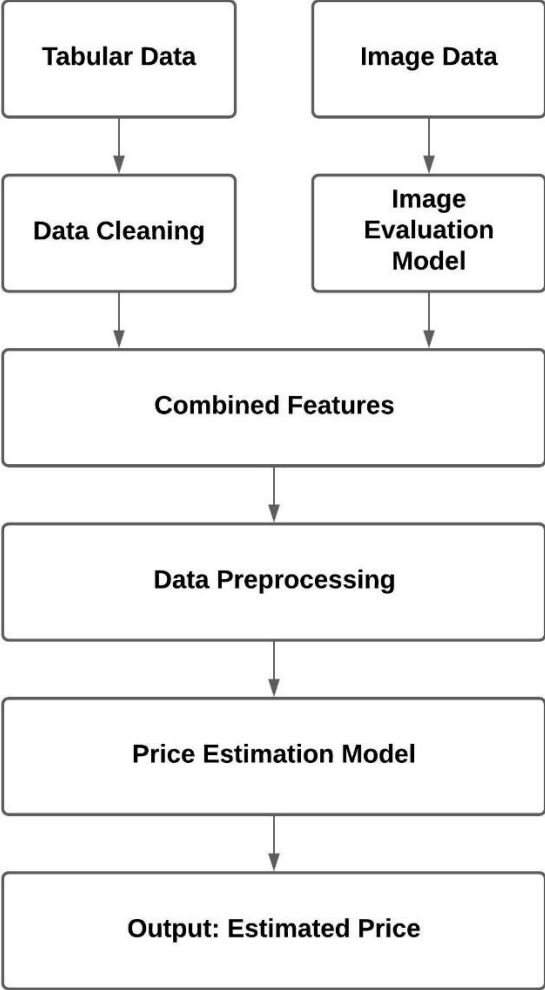 Tabular Data
Image Data
Data Cleaning
Image
Evaluation
Model
Combined Features
Data Preprocessing
Price Estimation Model
Output: Estimated Price